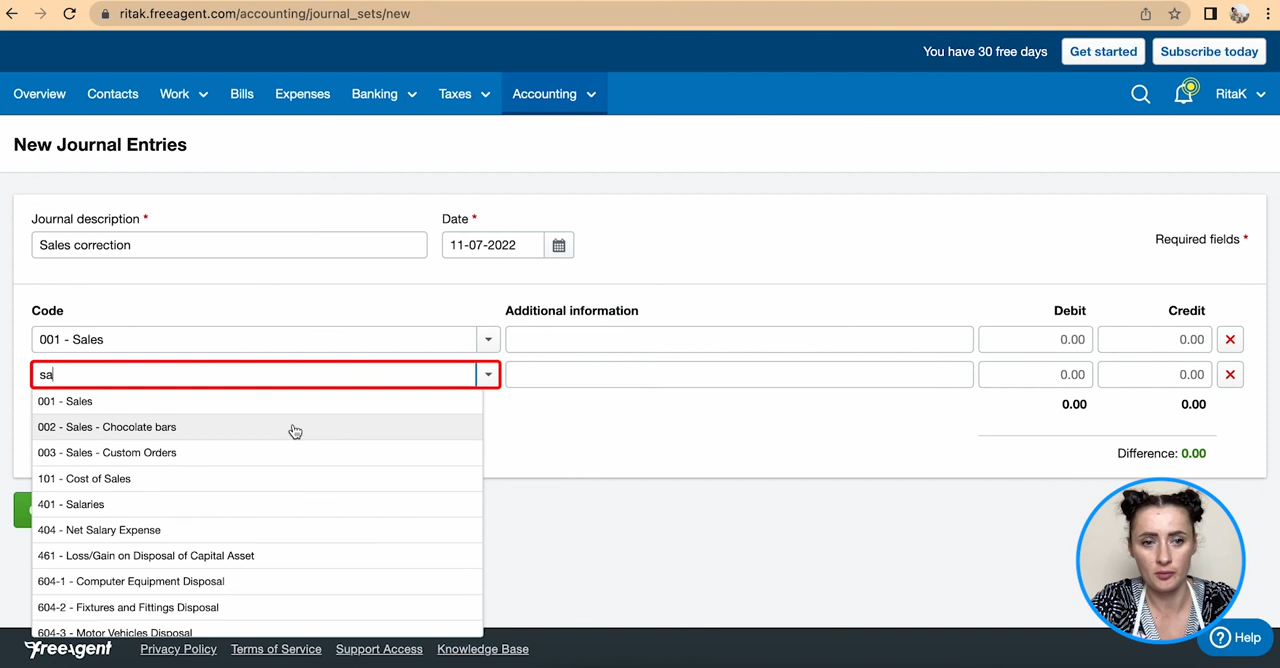 ritak.freeagent.com/accounting/journal_sets/new
You have 30 free days Get started Subscribe today
Overview Contacts Work Bills Expenses Banking Taxes Accounting RitaK
New Journal Entries
Journal description * Date *
Sales correction 11-07-2022 Required fields *
Code Additional information Debit Credit
001 - Sales 0.00 0.00
sa 0.00 0.00
001 - Sales 0.00 0.00
002 - Sales - Chocolate bars
003 - Sales - Custom Orders Difference: 0.00
101 - Cost of Sales
401 - Salaries
404 - Net Salary Expense
461 - Loss/Gain on Disposal of Capital Asset
604-1 - Computer Equipment Disposal
604-2 - Fixtures and Fittings Disposal
604-3 - Motor Vehicles Disposal
freeagent Privacy Policy Terms of Service Support Access Knowledge Base Help